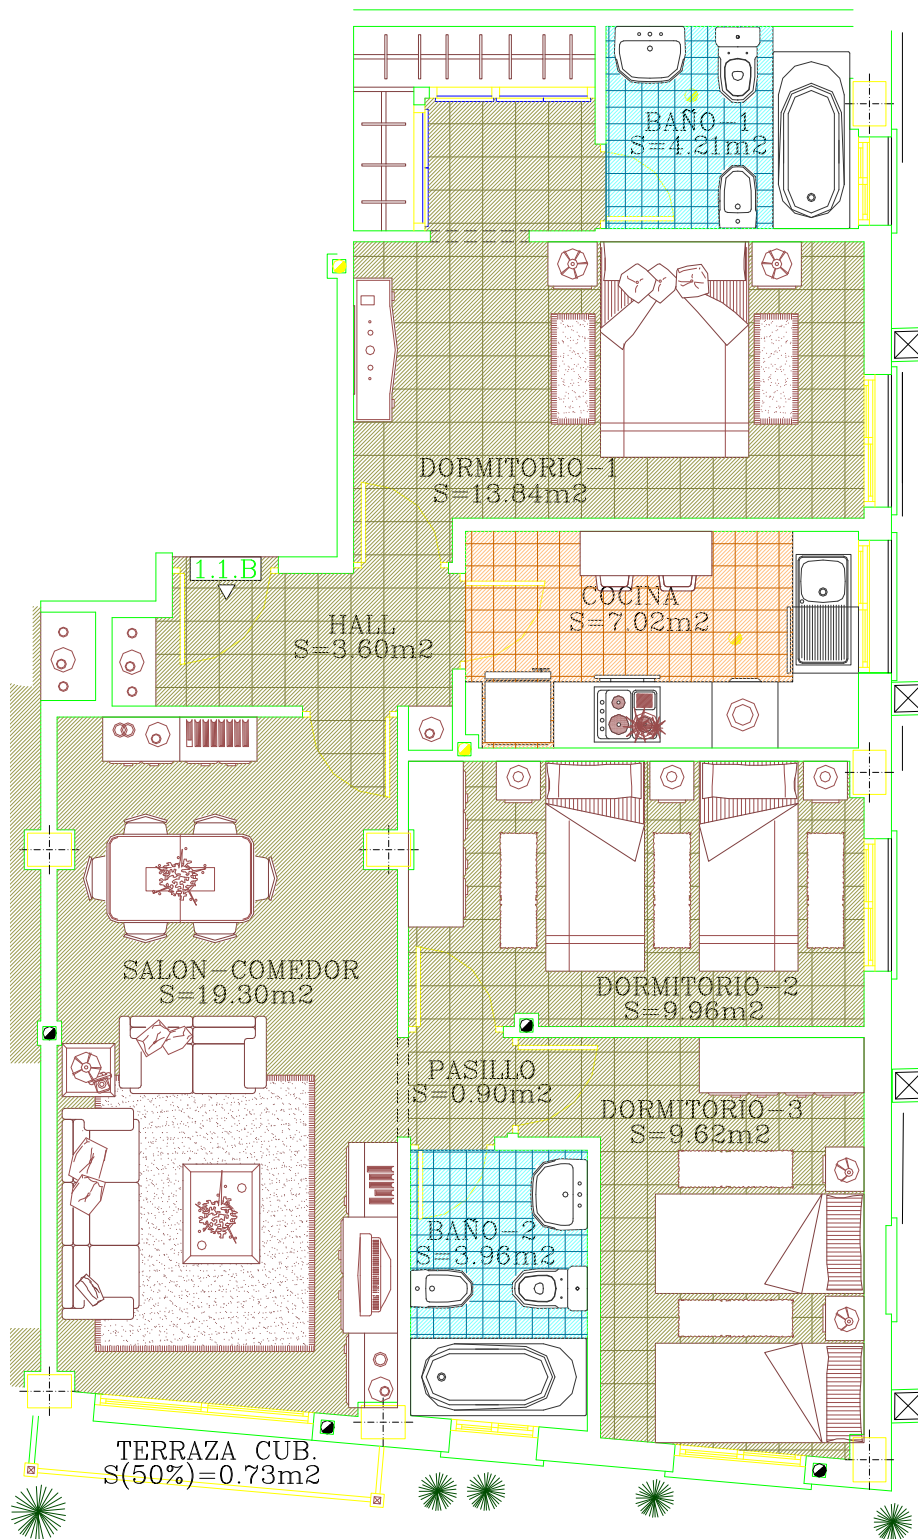 BAÑO-1
S=4.21m2
DORMITORIO-1
S=13.84m2
1.1.B
COCINA
S=7.02m2
HALL
S=3.60m2
SALON-COMEDOR
S=19.30m2
DORMITORIO-2
S=9.96m2
PASILLO
S=0.90m2
DORMITORIO-3
S=9.62m2
BAÑO-2
S=3.96m2
TERRAZA CUB.
S(50%)=0.73m2